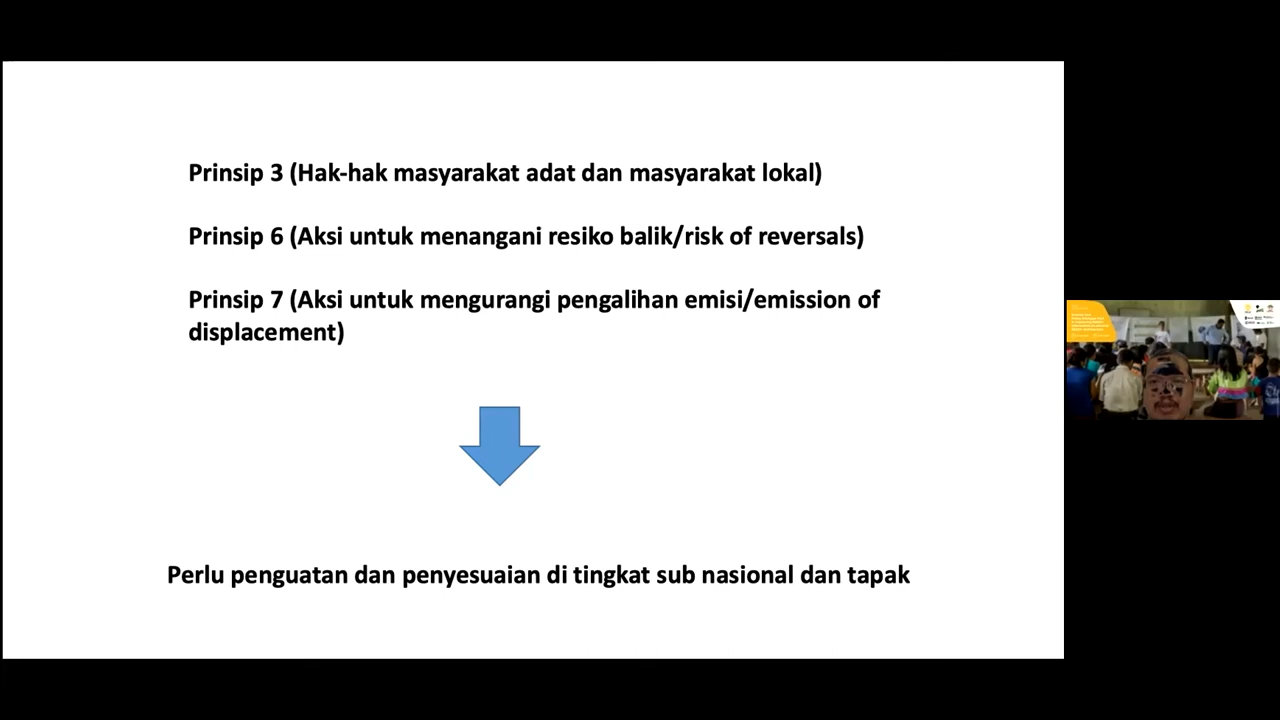 Prinsip 3 (Hak-hak masyarakat adat dan masyarakat lokal)
Prinsip 6 (Aksi untuk menangani resiko balik/risk of reversals)
Prinsip 7 (Aksi untuk mengurangi pengalihan emisi/emission of
displacement)
Perlu penguatan dan penyesuaian di tingkat sub nasional dan tapak